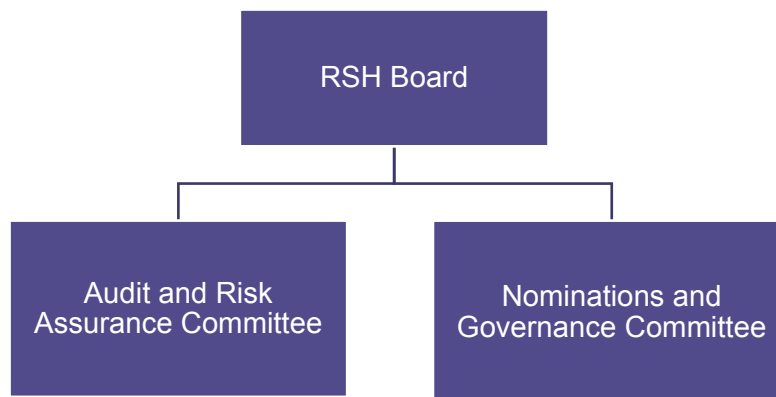 RSH Board
Audit and Risk
Assurance Committee
Nominations and
Governance Committee